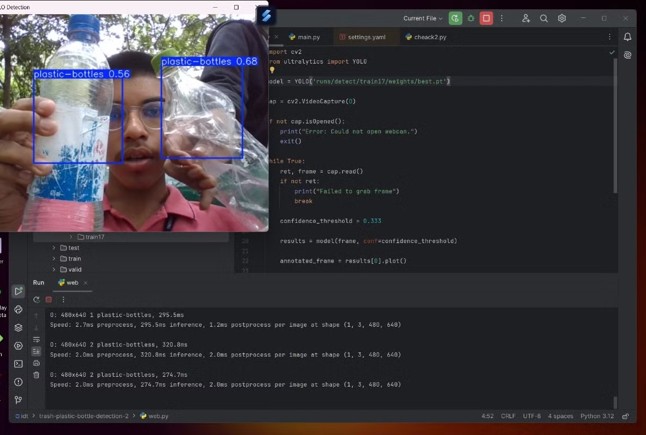 Detection
plastic-bottles 0.56
plastic-bottles 0.68
Current File
main.py
settings.yaml
cheack2.py
import cv2
from ultralytics import YOLO
model = YOLO('runs/detect/train17/weights/best.pt')
cap = cv2.VideoCapture(0)
if not cap.isOpened():
print("Error: Could not open webcam.")
exit()
while True:
ret, frame = cap.read()
if not ret:
print("Failed to grab frame")
break
confidence_threshold = 0.333
results = model(frame, conf=confidence_threshold)
annotated_frame = results[0].plot()
train17
test
train
valid
Run
web
0: 480x640 1 plastic-bottles, 295.5ms
Speed: 2.7ms preprocess, 295.5ms inference, 1.2ms postprocess per image at shape (1, 3, 480, 640)
0: 480x640 2 plastic-bottless, 320.8ms
Speed: 2.0ms preprocess, 320.8ms inference, 2.0ms postprocess per image at shape (1, 3, 480, 640)
0: 480x640 2 plastic-bottless, 274.7ms
Speed: 2.0ms preprocess, 274.7ms inference, 2.0ms postprocess per image at shape (1, 3, 480, 640)
trash-plastic-bottle-detection-2 > web.py
4:52 CRLF UTF-8 4 spaces Python 3.12